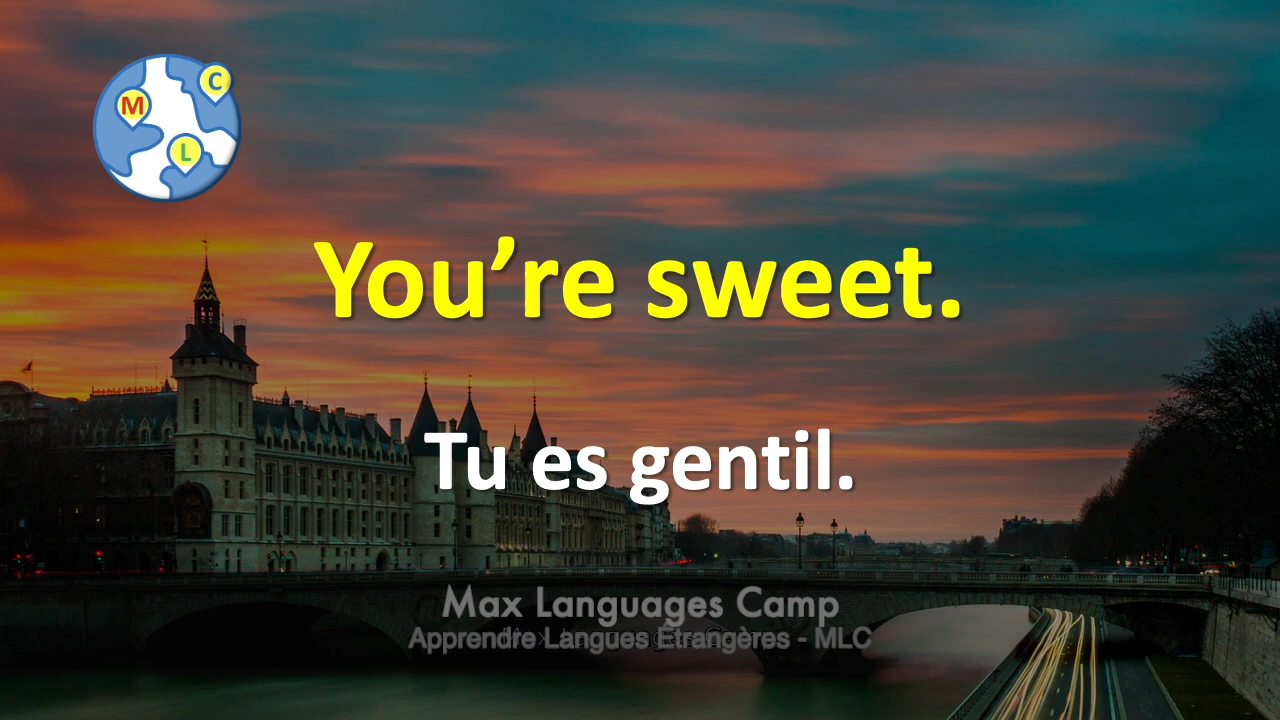 M
C
L
You’re sweet.
Tu es gentil.
Max Languages Camp
Apprendre Langues Étrangères - MLC